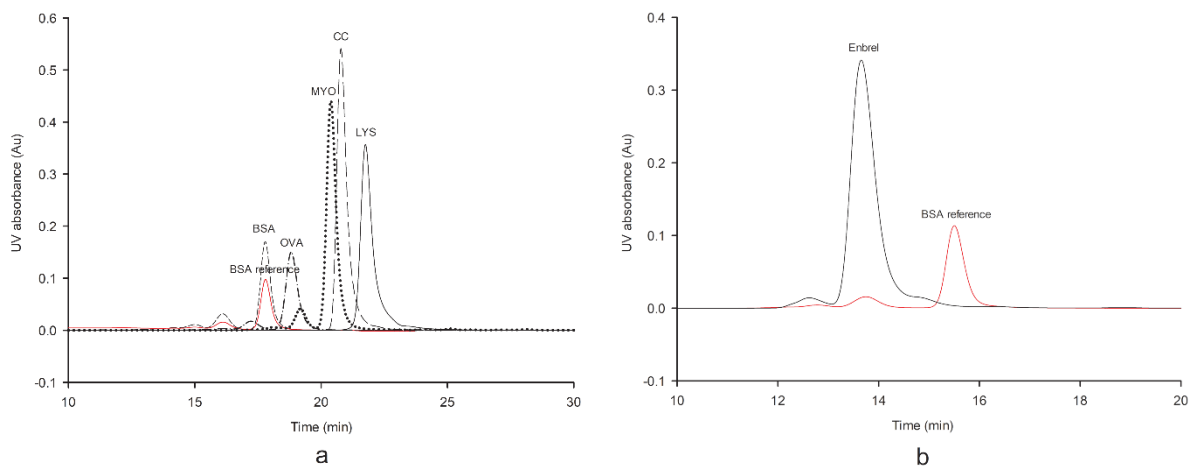 0.6
0.5
0.4
0.3
0.2
0.1
0.0
-0.1
UV absorbance (Au)
CC
MYO
LYS
BSA
OVA
BSA reference
10
15
20
25
30
Time (min)
a
0.4
0.3
0.2
0.1
0.0
-0.1
UV absorbance (Au)
Enbrel
BSA reference
10
12
14
16
18
20
Time (min)
b